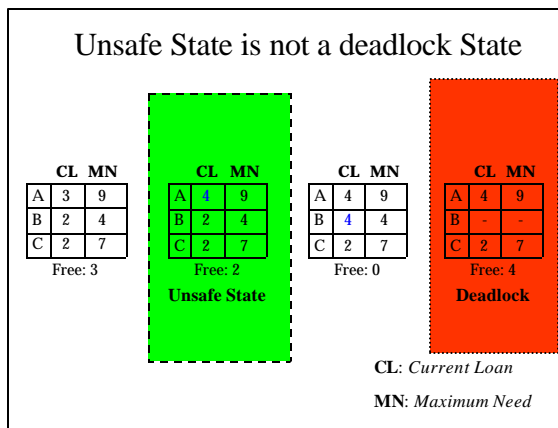 Unsafe State is not a deadlock State
CL MN
A 3 9
B 2 4
C 2 7
Free: 3
CL MN
A 4 9
B 2 4
C 2 7
Free: 2
Unsafe State
CL MN
A 4 9
B 4 4
C 2 7
Free: 0
CL MN
A 4 9
B - -
C 2 7
Free: 4
Deadlock
CL: Current Loan
MN: Maximum Need